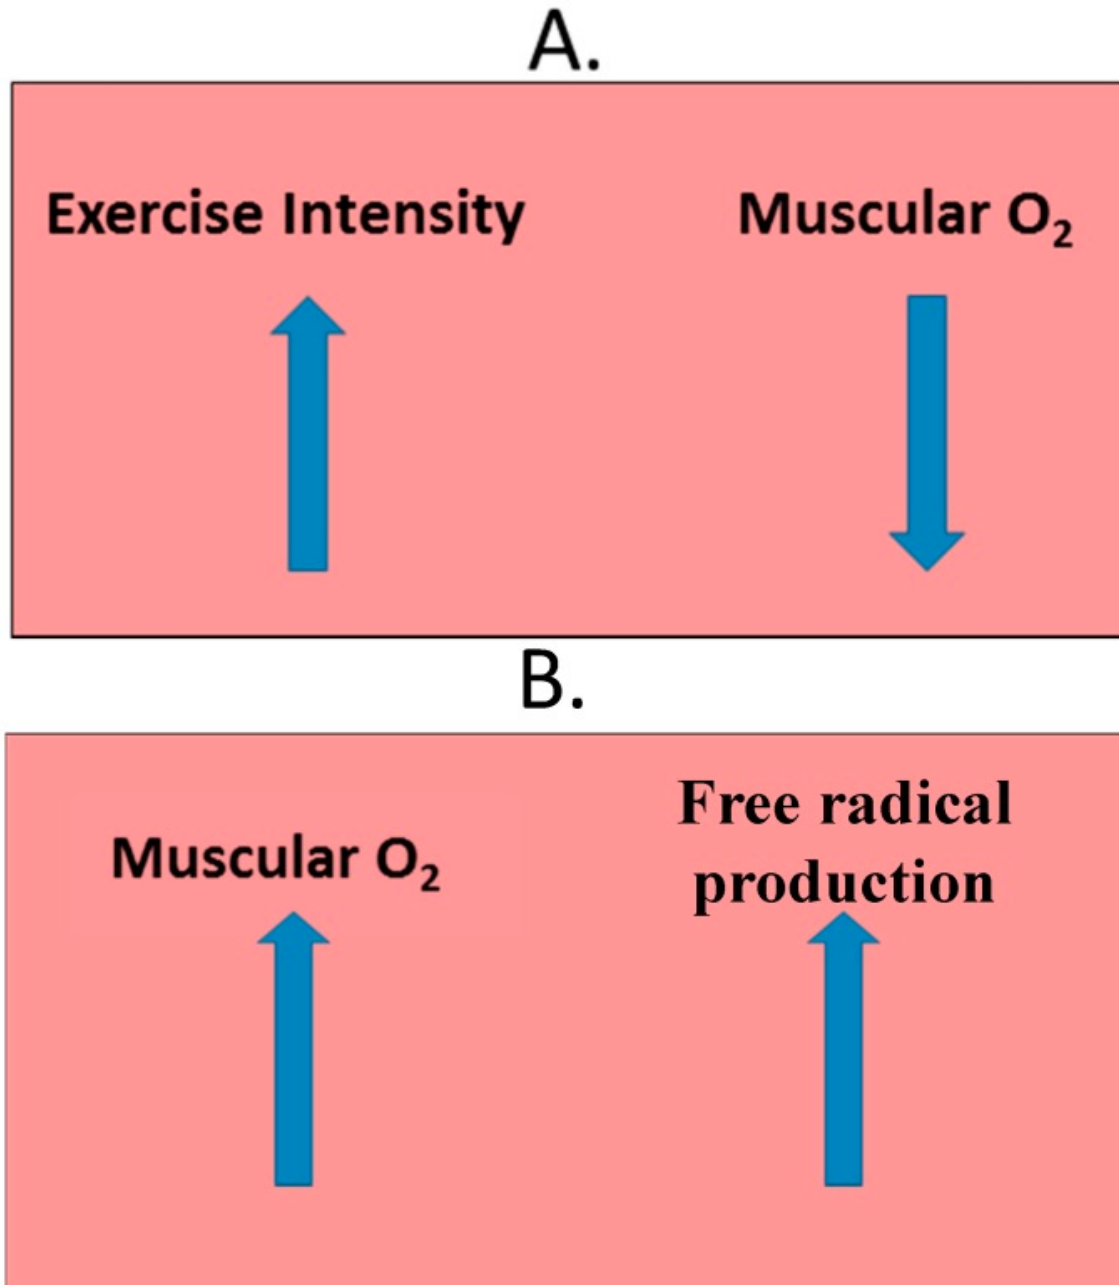 A.
Exercise Intensity
Muscular O₂
B.
Muscular O₂
Free radical
production